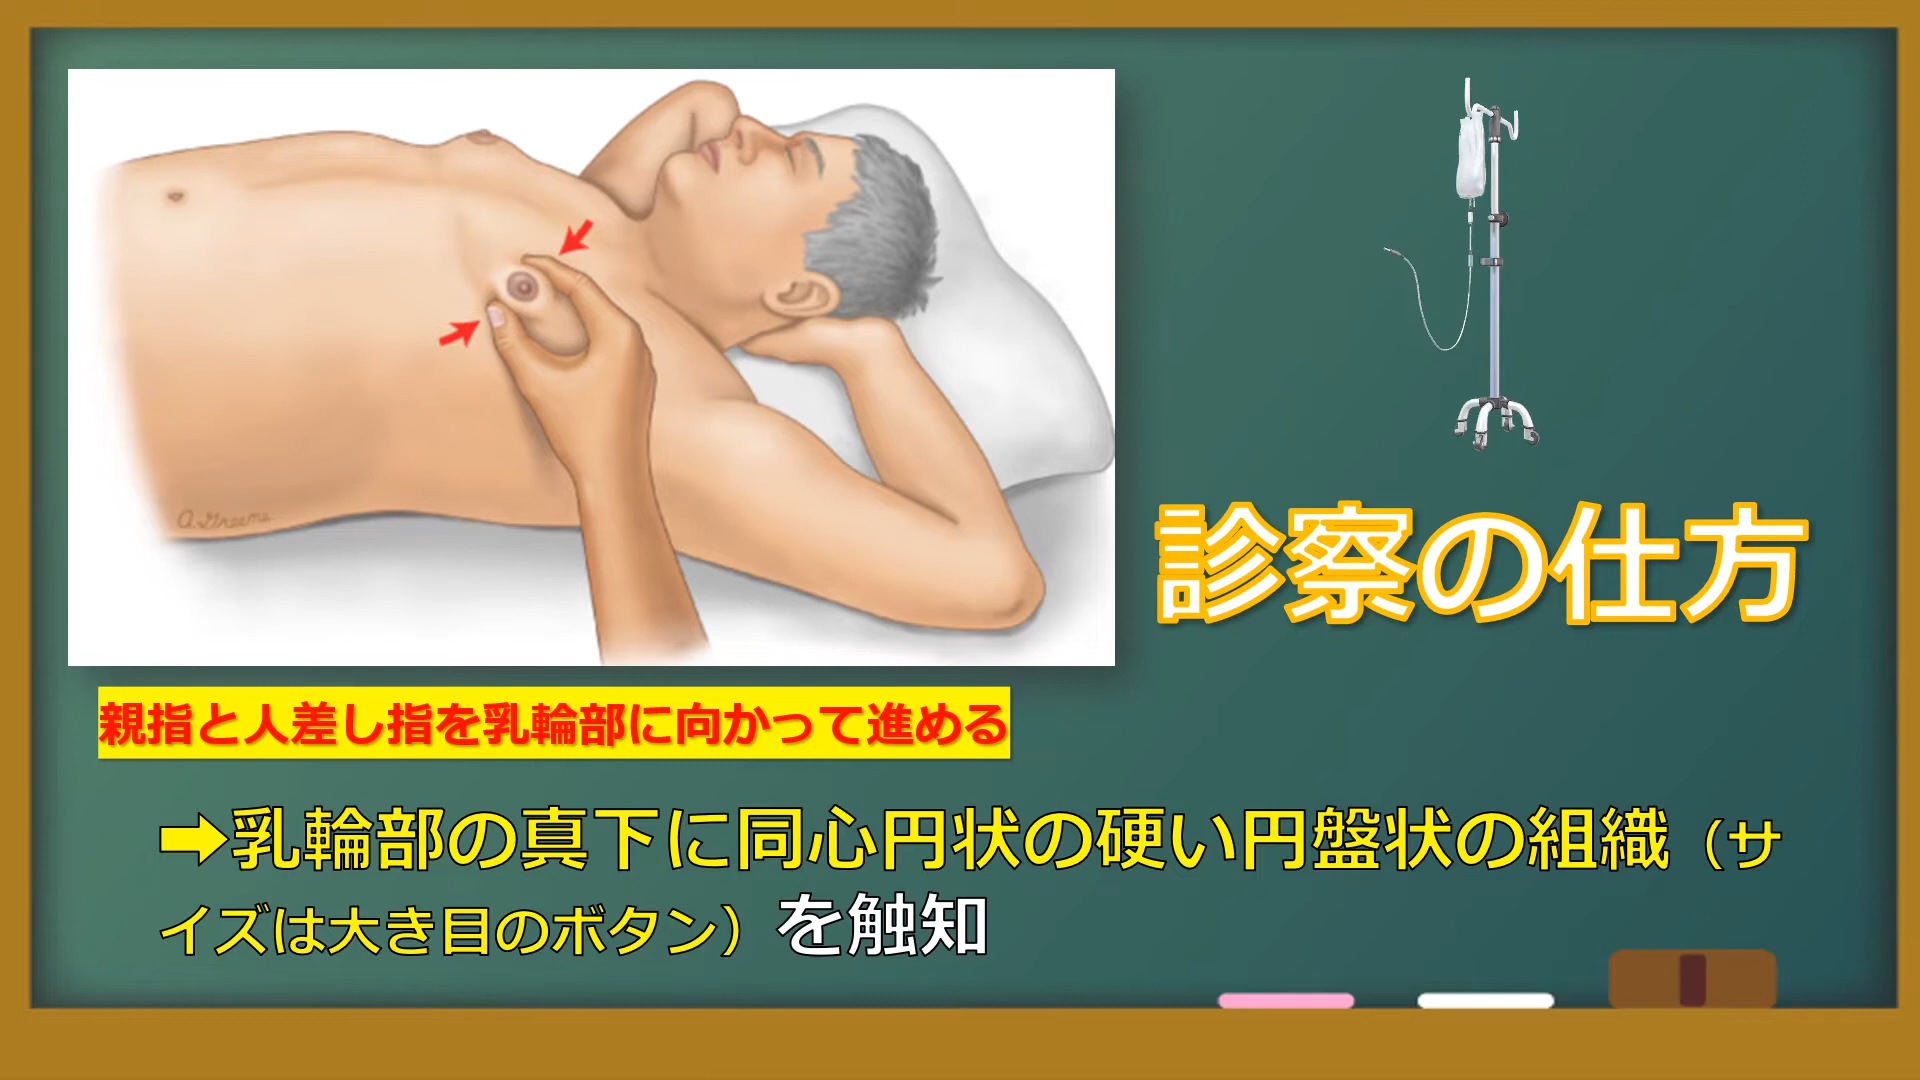 A.Greene
診察の仕方
親指と人差し指を乳輪部に向かって進める
➡乳輪部の真下に同心円状の硬い円盤状の組織（サ
イズは大き目のボタン）を触知